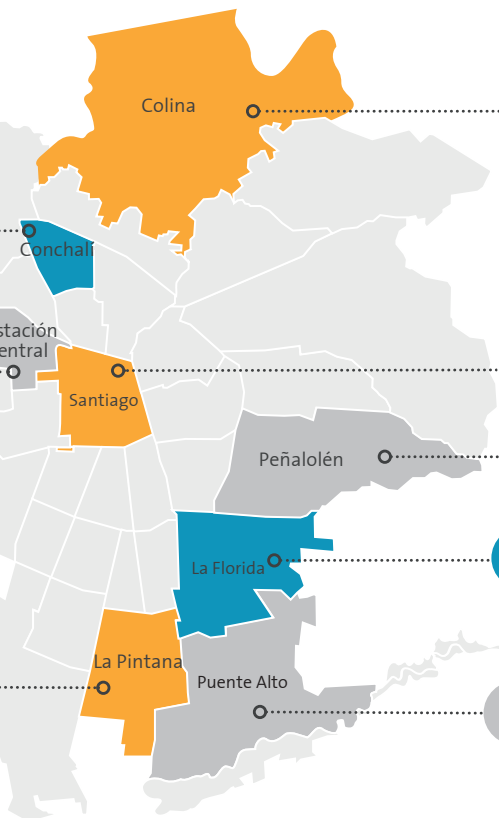 Colina
Conchalí
stación
entral
Santiago
Peñalolén
La Florida
La Pintana
Puente Alto